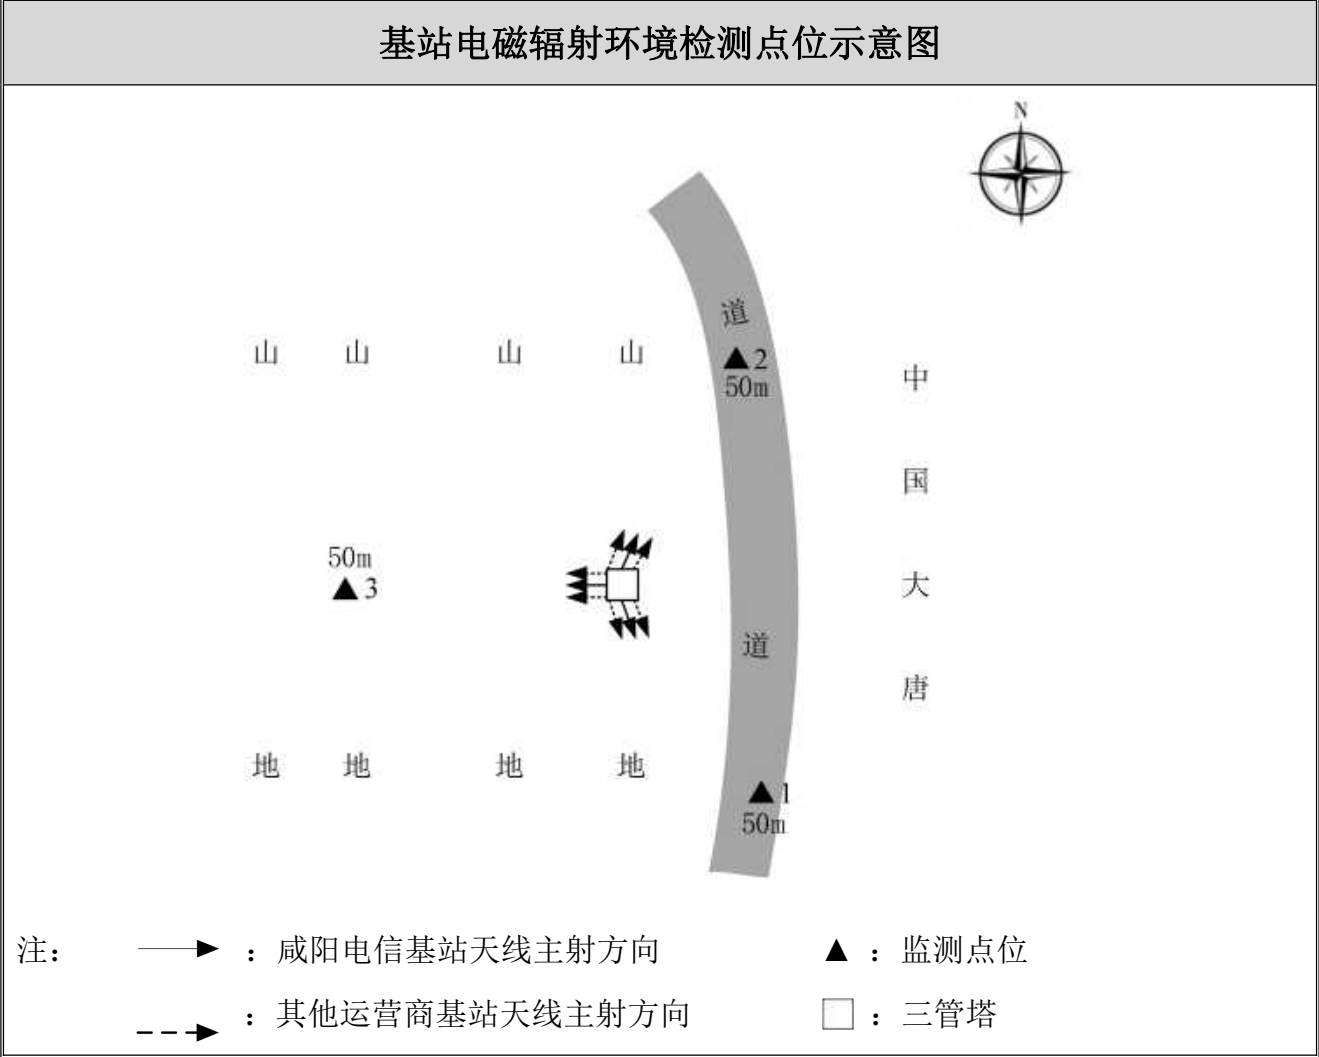 基站电磁辐射环境检测点位示意图
N
道
山 山 山 山
▲2
50m
中
国
大
唐
50m
▲3
道
地 地 地 地
▲1
50m
注： ：咸阳电信基站天线主射方向 ▲：监测点位
：其他运营商基站天线主射方向 □：三管塔